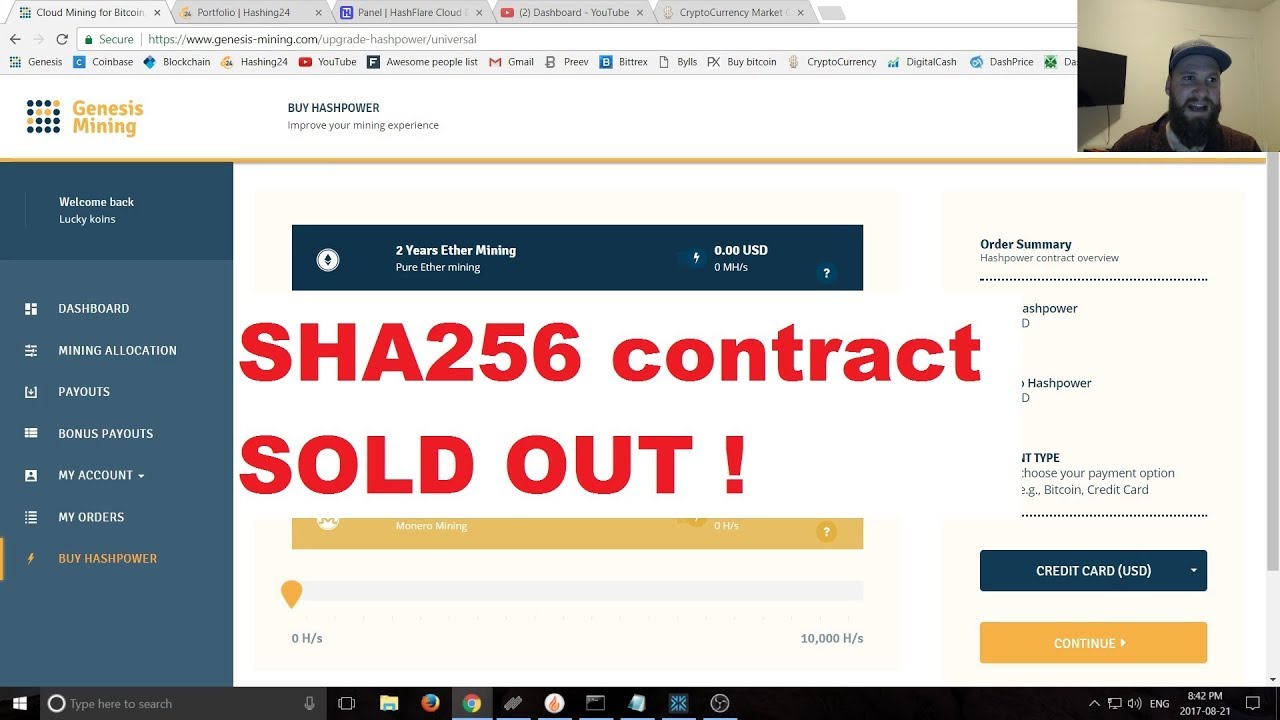 Cloud Mining for Bitcoin
Portfolio | Hashing24
Panel | HashFlare Cloud
(2) Dashboard - YouTube
CryptoCurrency Market
Secure
https://www.genesis-mining.com/upgrade-hashpower/universal
Genesis Coinbase Blockchain Hashing24 YouTube Awesome people list Gmail Preev Bittrex Bylls Buy bitcoin CryptoCurrency DigitalCash DashPrice
Genesis
Mining
BUY HASHPOWER
Improve your mining experience
Welcome back
Lucky koins
DASHBOARD
MINING ALLOCATION
PAYOUTS
BONUS PAYOUTS
MY ACCOUNT
MY ORDERS
BUY HASHPOWER
2 Years Ether Mining
Pure Ether mining
0.00 USD
0 MH/s
?
SHA256 contract
SOLD OUT !
Monero Mining
0 H/s
?
0 H/s
10,000 H/s
Order Summary
Hashpower contract overview
ashpower
D
Hashpower
D
NT TYPE
hoose your payment option
e.g., Bitcoin, Credit Card
CREDIT CARD (USD)
CONTINUE
Type here to search
ENG
8:42 PM
2017-08-21